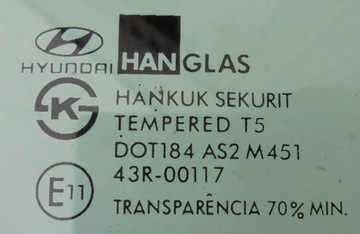 HYUNDAI HANGLAS
K HANKUK SEKURIT
TEMPERED T5
DOT184 AS2 M451
E11 43R-00117
TRANSPARÊNCIA 70% MIN.